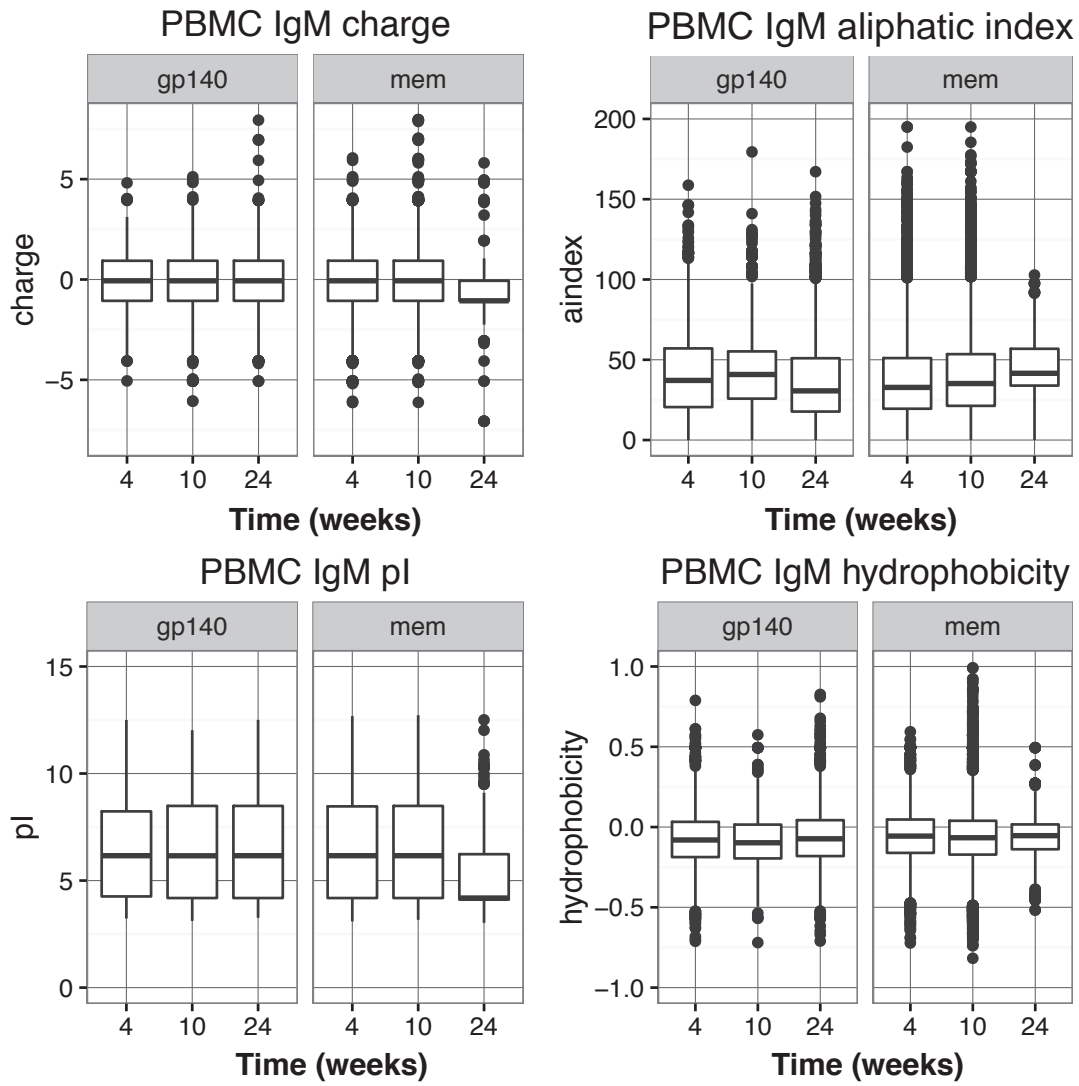 PBMC IgM charge
gp140 mem
charge
5
0
−5
4 10 24 4 10 24
Time (weeks)
PBMC IgM aliphatic index
gp140 mem
aindex
200
150
100
50
0
4 10 24 4 10 24
Time (weeks)
PBMC IgM pI
gp140 mem
pI
15
10
5
0
4 10 24 4 10 24
Time (weeks)
PBMC IgM hydrophobicity
gp140 mem
hydrophobicity
1.0
0.5
0.0
−0.5
−1.0
4 10 24 4 10 24
Time (weeks)